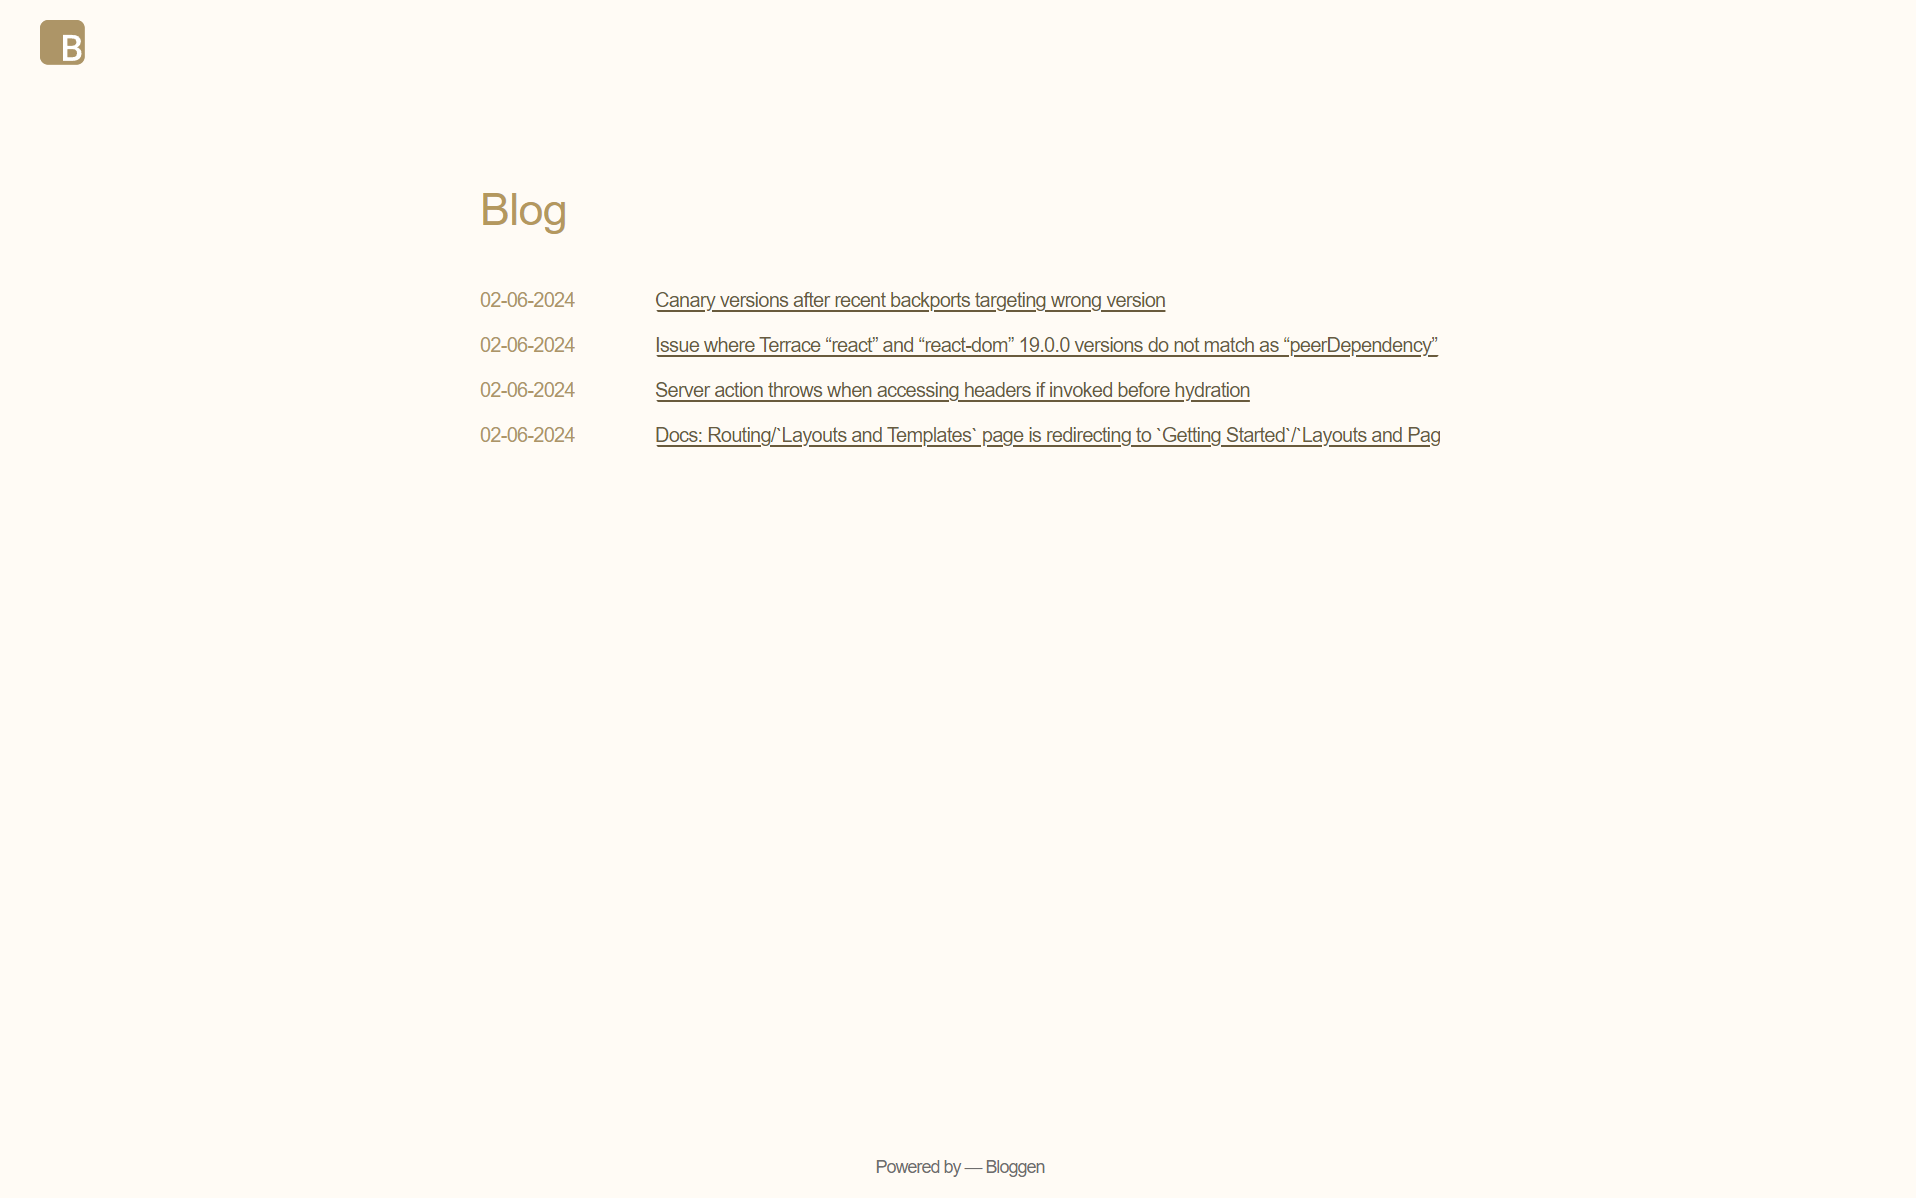 B
Blog
02-06-2024 Canary versions after recent backports targeting wrong version
02-06-2024 Issue where Terrace “react” and “react-dom” 19.0.0 versions do not match as “peerDependency”
02-06-2024 Server action throws when accessing headers if invoked before hydration
02-06-2024 Docs: Routing/`Layouts and Templates` page is redirecting to `Getting Started`/`Layouts and Pag
Powered by — Bloggen